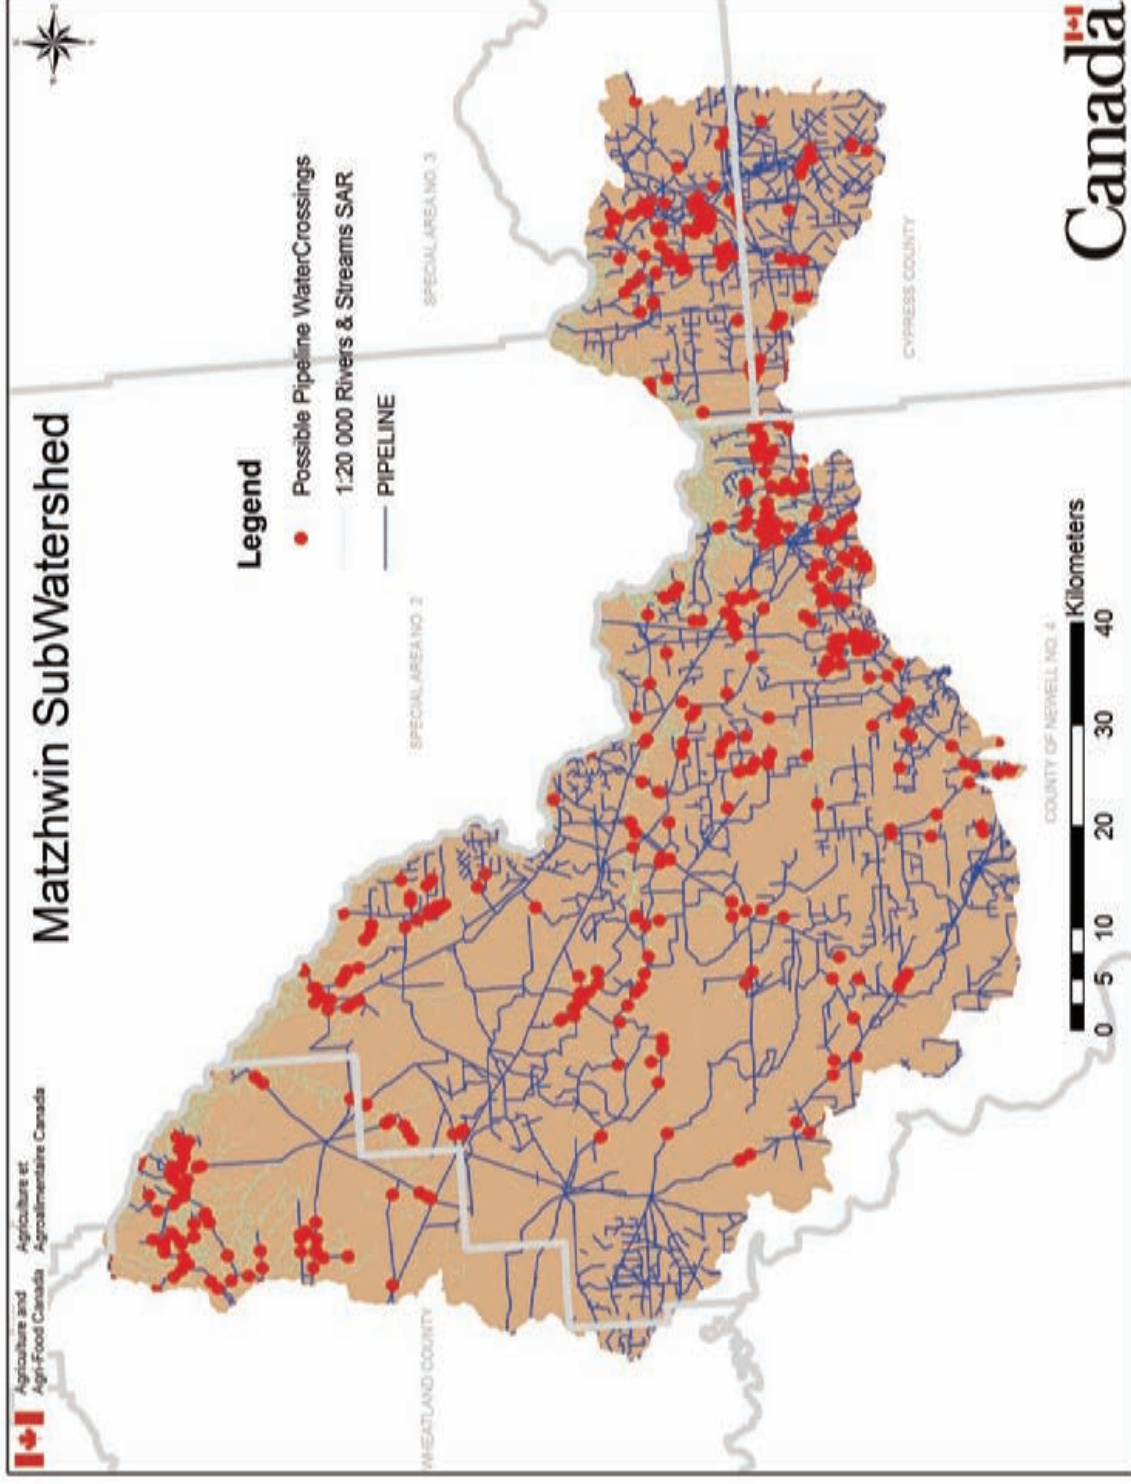 Agriculture and
Agri-Food Canada
Agriculture et
Agroalimentaire Canada
Matzhwin SubWatershed
Legend
Possible Pipeline WaterCrossings
1:20 000 Rivers & Streams SAR
PIPELINE
SPECIAL AREA NO. 2
SPECIAL AREA NO. 3
WHEATLAND COUNTY
CYPRESS COUNTY
COUNTY OF NEWELL NO. 4
0 5 10 20 30 40
Kilometers
Canada